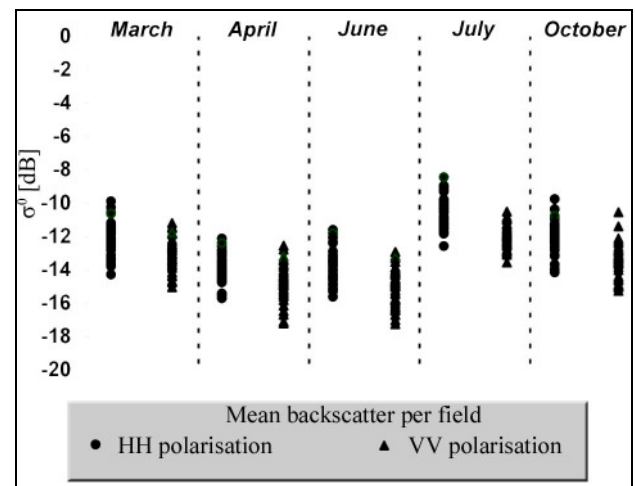 March April June July October
0
-2
-4
-6
-8
-10
-12
-14
-16
-18
-20
σ⁰ [dB]
Mean backscatter per field
HH polarisation VV polarisation